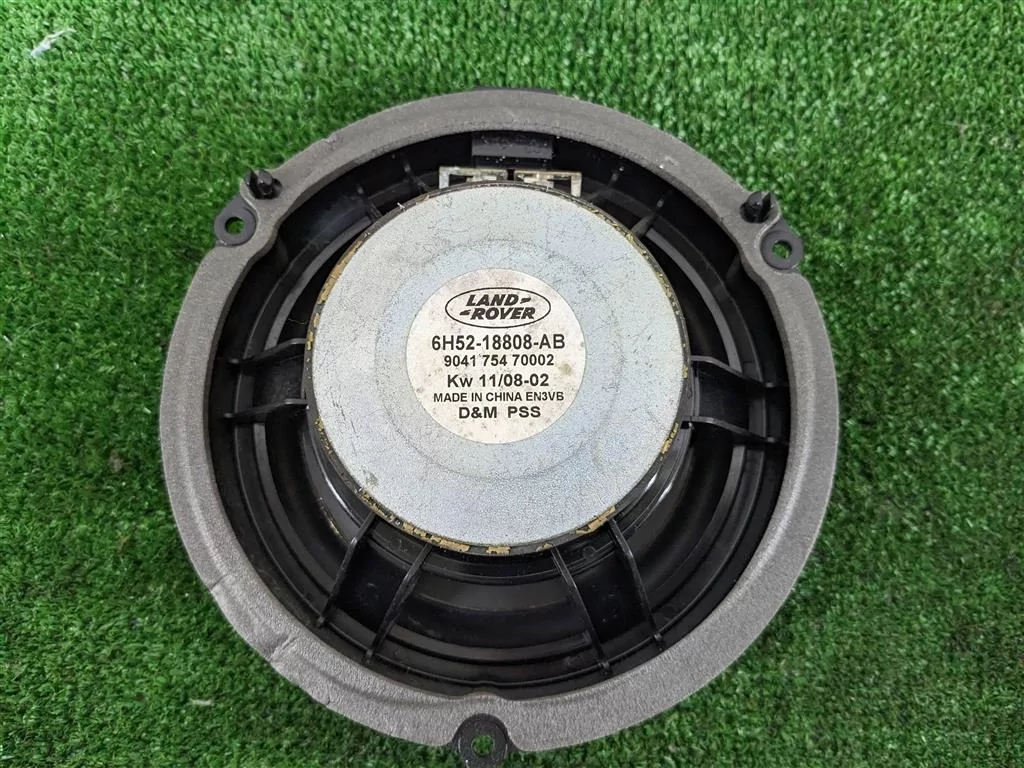 LAND-
-ROVER
6H52-18808-AB
9041 754 70002
Kw 11/08-02
MADE IN CHINA EN3VB
D&M PSS